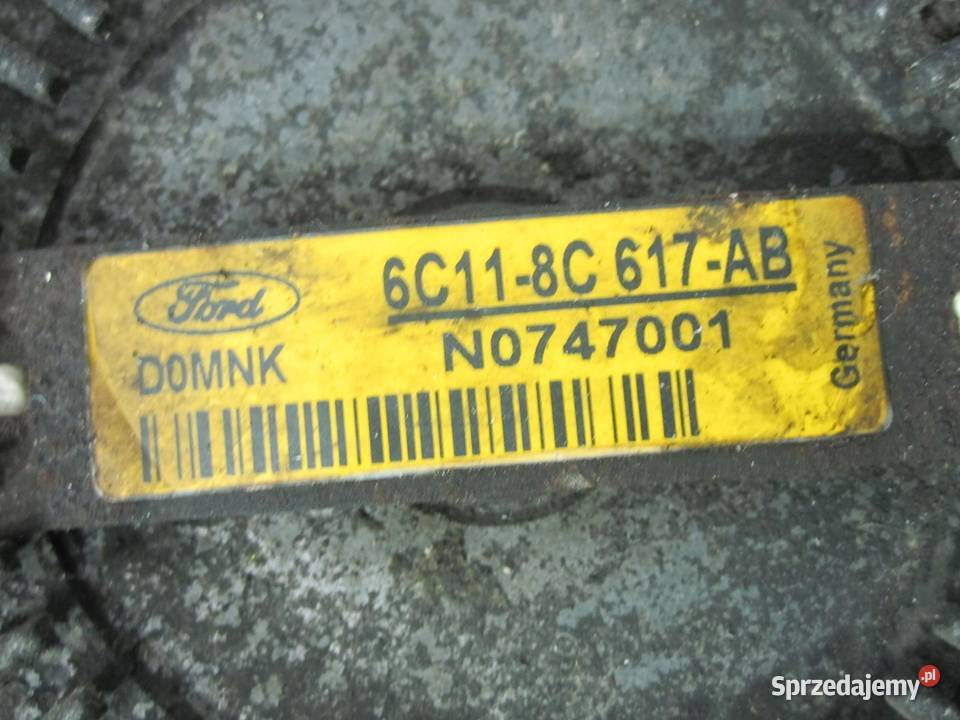 Ford
6C11-8C 617-AB
D0MNK
N0747001
Germany
Sprzedajemy.pl